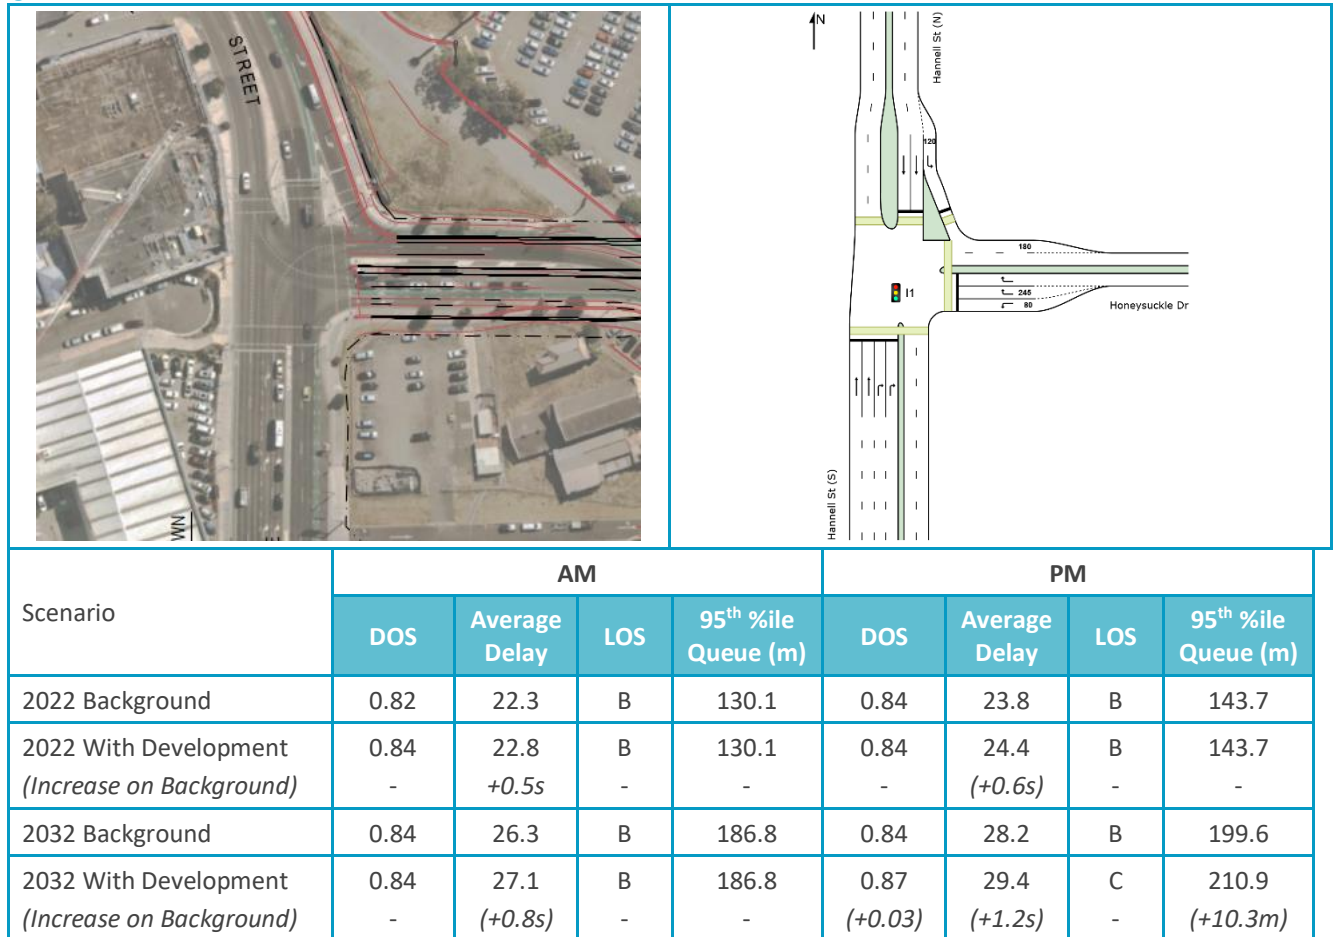 STREET
WN
N
Hannell St (N)
120
180
245
80
Honeysuckle Dr
I1
Hannell St (S)
Scenario
AM
PM
DOS
Average
Delay
LOS
95th %ile
Queue (m)
DOS
Average
Delay
LOS
95th %ile
Queue (m)
2022 Background 0.82 22.3 B 130.1 0.84 23.8 B 143.7
2022 With Development 0.84 22.8 B 130.1 0.84 24.4 B 143.7
(Increase on Background) - +0.5s - - - (+0.6s) - -
2032 Background 0.84 26.3 B 186.8 0.84 28.2 B 199.6
2032 With Development 0.84 27.1 B 186.8 0.87 29.4 C 210.9
(Increase on Background) - (+0.8s) - - (+0.03) (+1.2s) - (+10.3m)